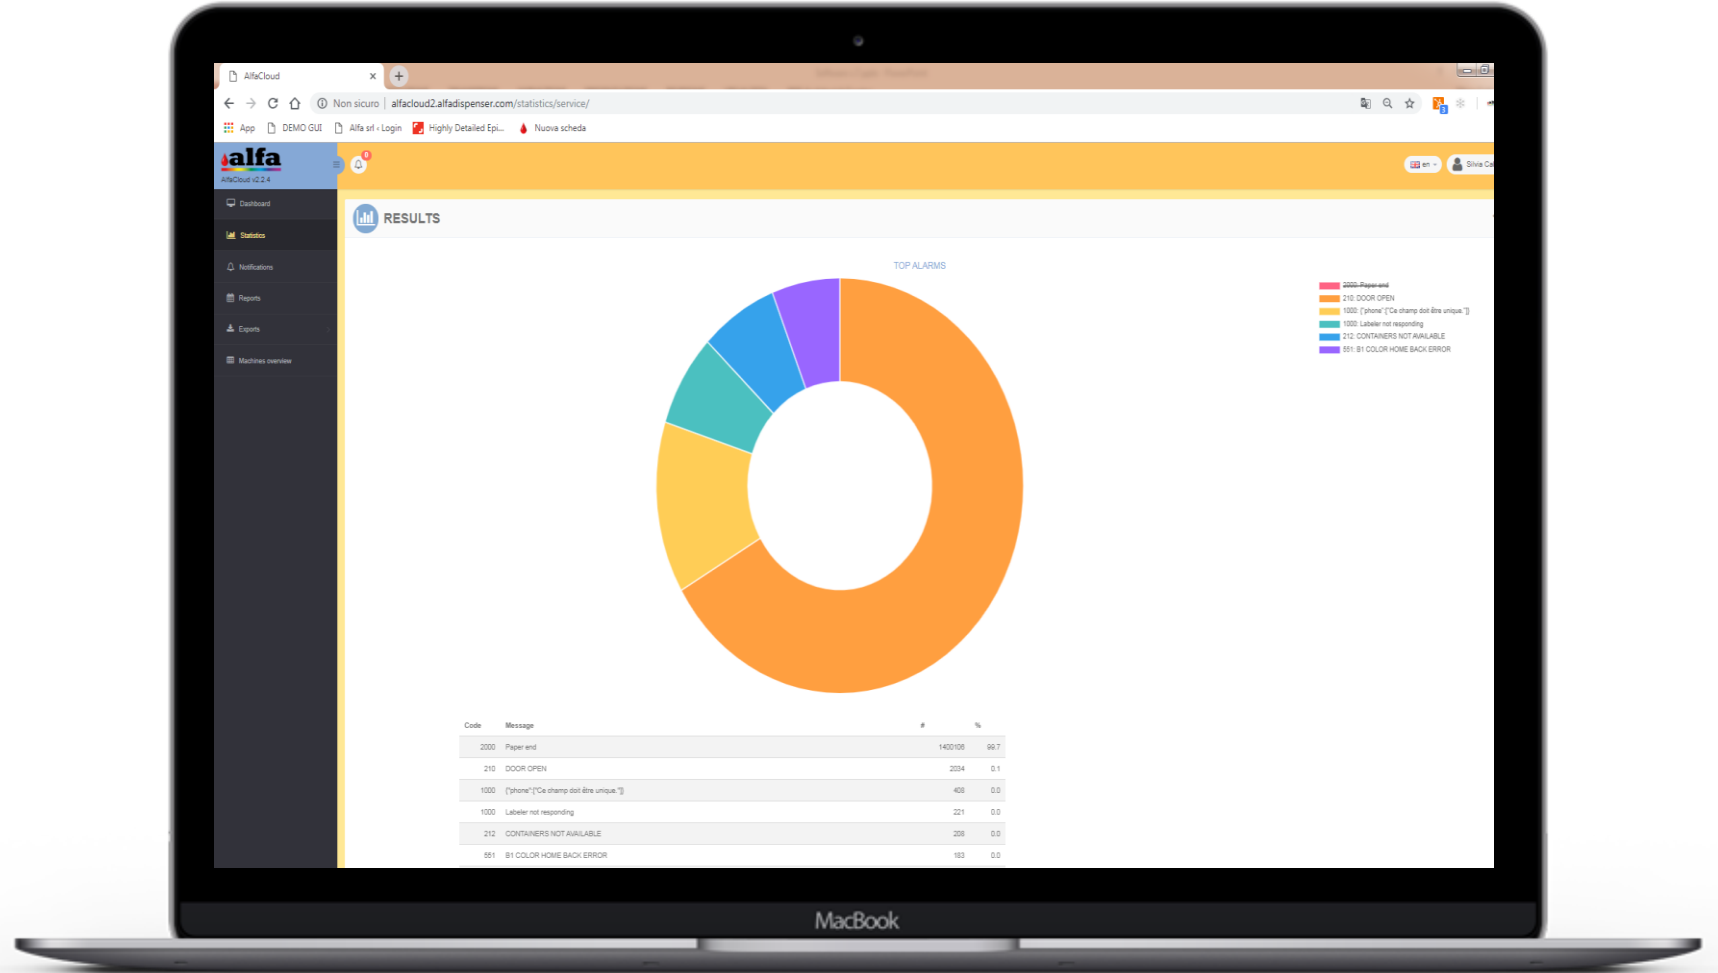 AlfaCloud
Non sicuro | alfacloud2.alfadispenser.com/statistics/service/
App DEMO GUI Alfa srl ‹ Login Highly Detailed Epi... Nuova scheda
alfa
AlfaCloud v2.2.4
0
en
Silvia Ca
Dashboard
Statistics
Notifications
Reports
Exports
Machines overview
RESULTS
TOP ALARMS
2000: Paper end
210: DOOR OPEN
1000: {"phone":["Ce champ doit être unique."]}
1000: Labeler not responding
212: CONTAINERS NOT AVAILABLE
551: B1 COLOR HOME BACK ERROR
Code Message # %
2000 Paper end 1400106 99.7
210 DOOR OPEN 2034 0.1
1000 {"phone":["Ce champ doit être unique."]} 408 0.0
1000 Labeler not responding 221 0.0
212 CONTAINERS NOT AVAILABLE 208 0.0
551 B1 COLOR HOME BACK ERROR 183 0.0
MacBook